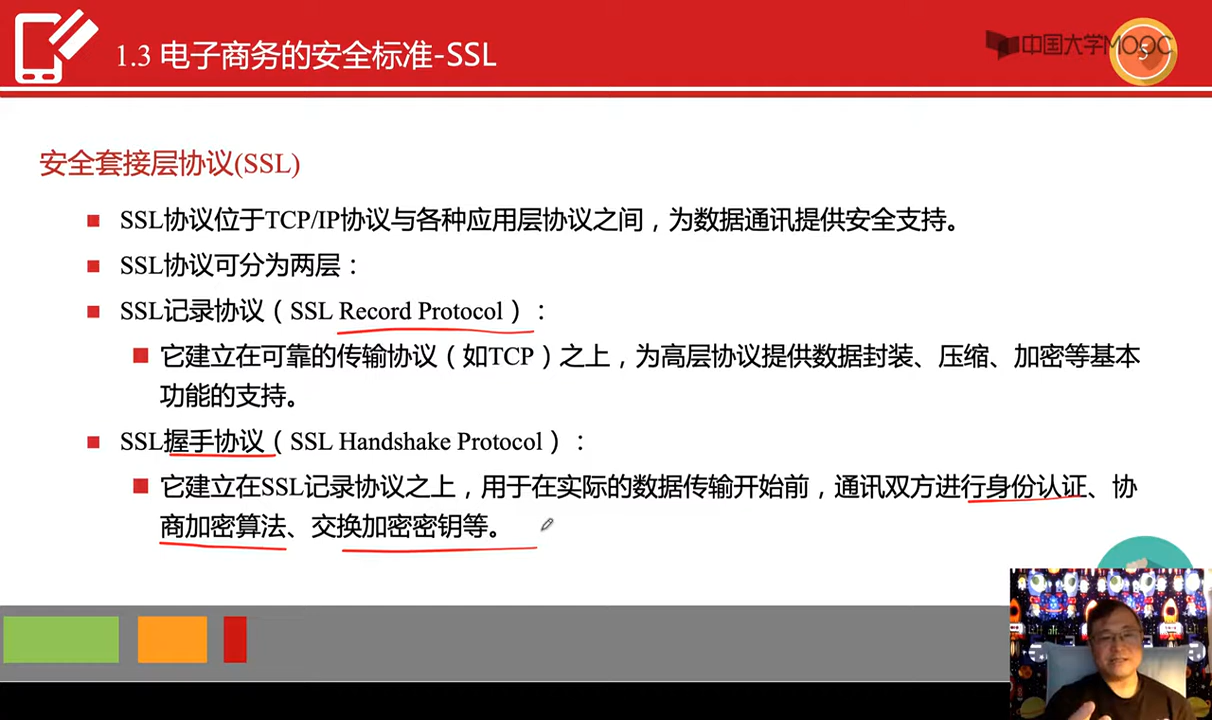 1.3 电子商务的安全标准-SSL
中国大学MOOC
5
安全套接层协议(SSL)
SSL协议位于TCP/IP协议与各种应用层协议之间，为数据通讯提供安全支持。
SSL协议可分为两层：
SSL记录协议（SSL Record Protocol）：
它建立在可靠的传输协议（如TCP）之上，为高层协议提供数据封装、压缩、加密等基本
功能的支持。
SSL握手协议（SSL Handshake Protocol）：
它建立在SSL记录协议之上，用于在实际的数据传输开始前，通讯双方进行身份认证、协
商加密算法、交换加密密钥等。